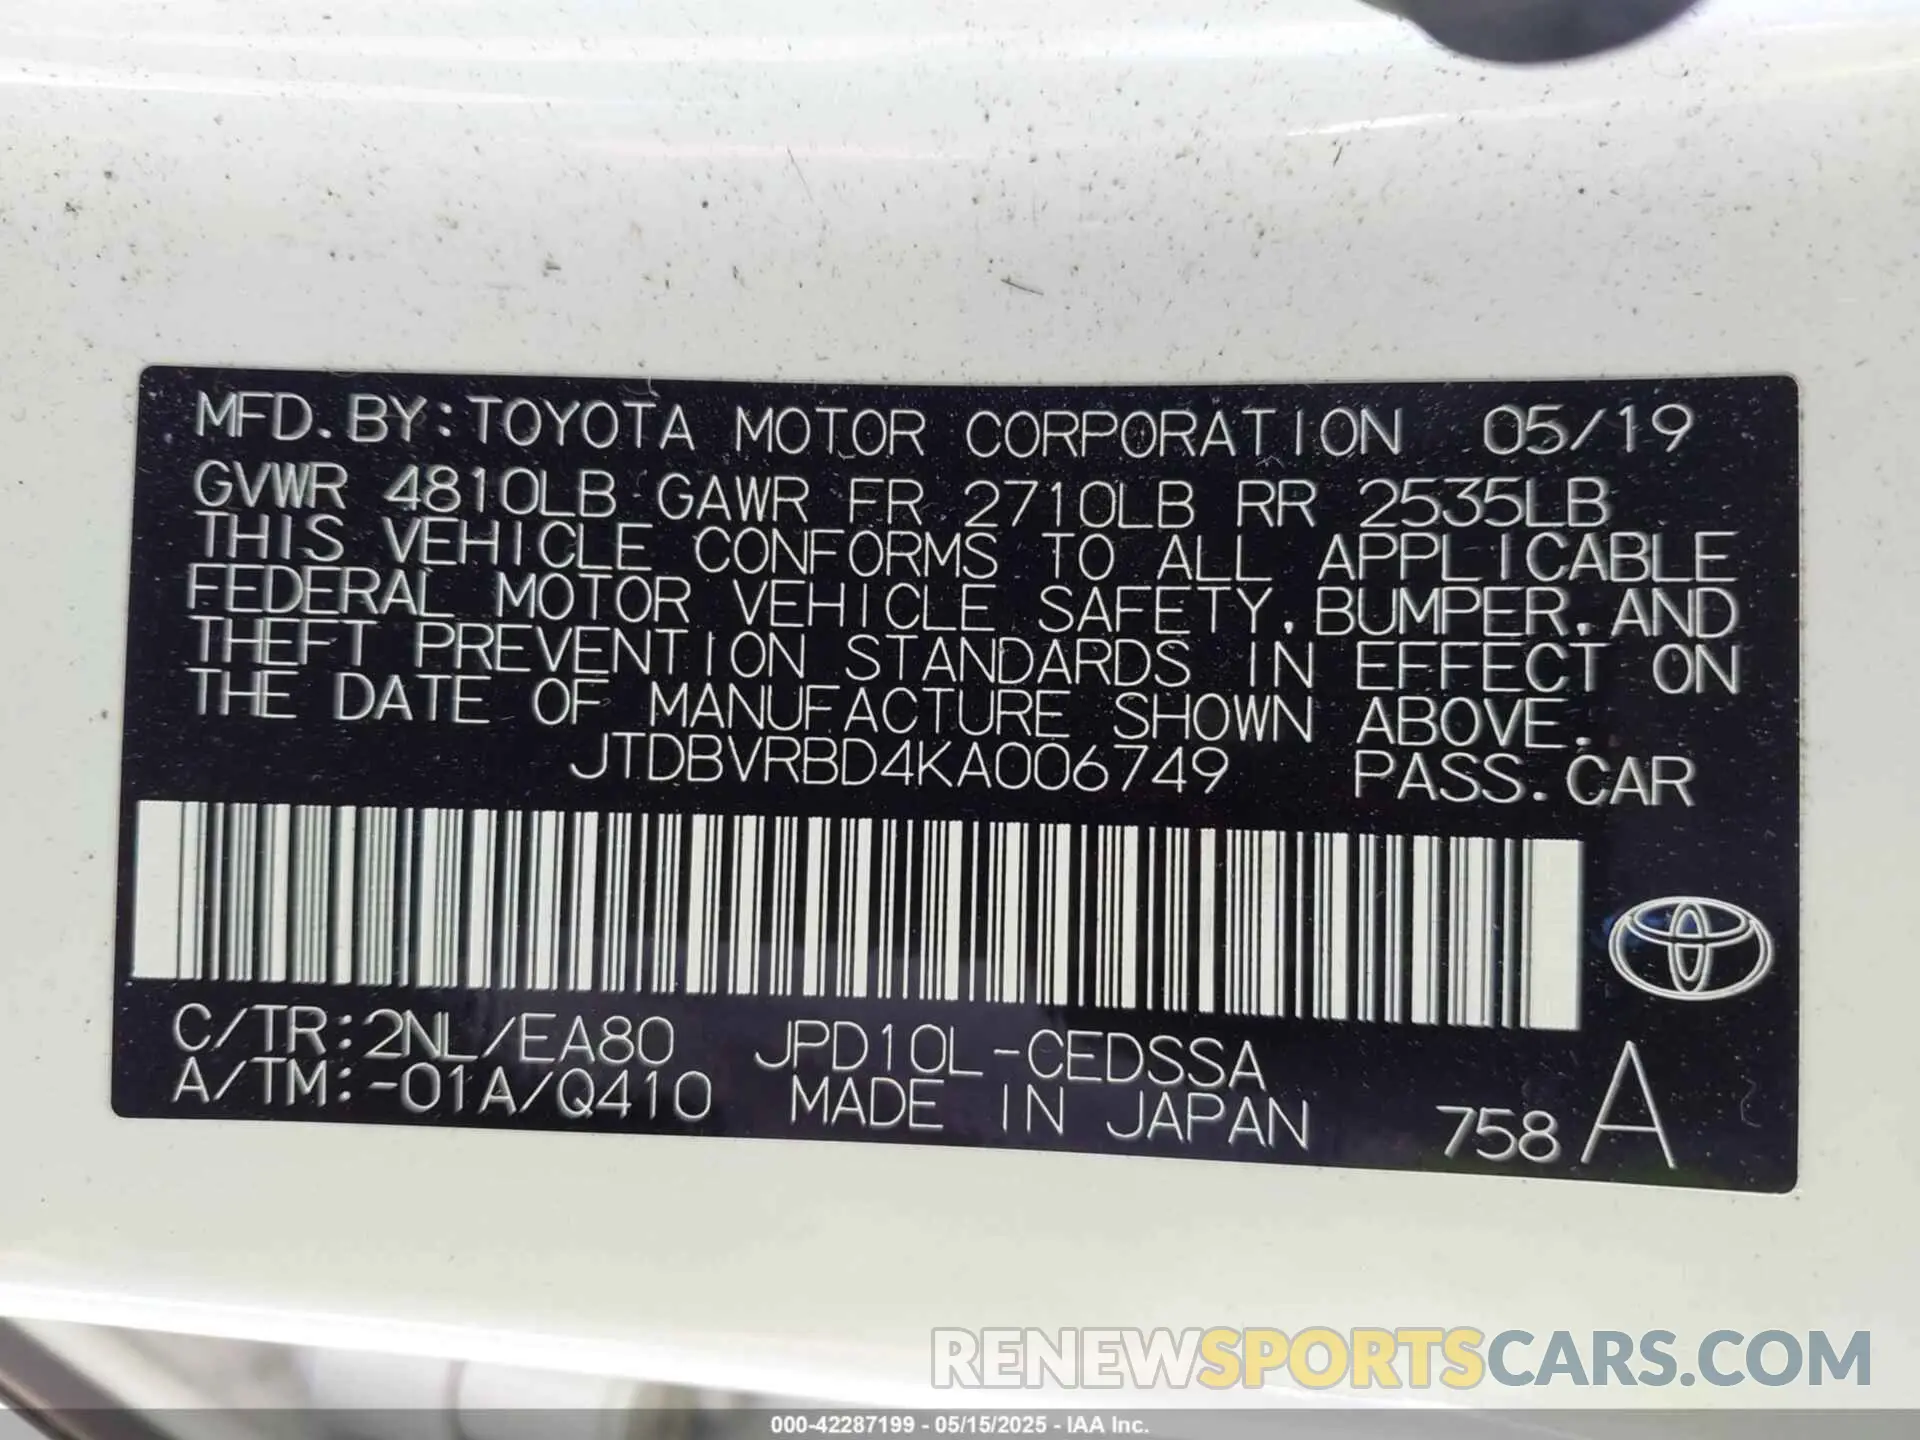 MFD.BY:TOYOTA MOTOR CORPORATION 05/19
GVWR 4810LB GAWR FR 2710LB RR 2535LB
THIS VEHICLE CONFORMS TO ALL APPLICABLE
FEDERAL MOTOR VEHICLE SAFETY,BUMPER,AND
THEFT PREVENTION STANDARDS IN EFFECT ON
THE DATE OF MANUFACTURE SHOWN ABOVE.
JTDBVRBD4KA006749 PASS.CAR
C/TR:2NL/EA80 JPD10L-CEDSSA
A/TM:-01A/Q410 MADE IN JAPAN 758 A
RENEWSPORTSCARS.COM
000-42287199 - 05/15/2025 - IAA Inc.